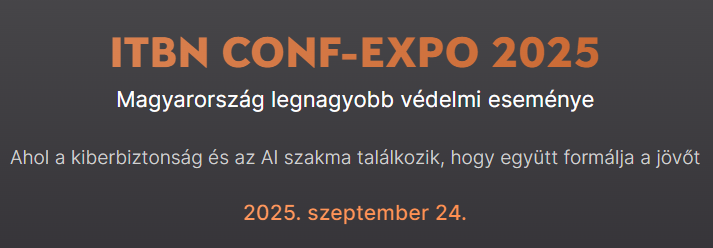 ITBN CONF-EXPO 2025
Magyarország legnagyobb védelmi eseménye
Ahol a kiberbiztonság és az AI szakma találkozik, hogy együtt formálja a jövőt
2025. szeptember 24.